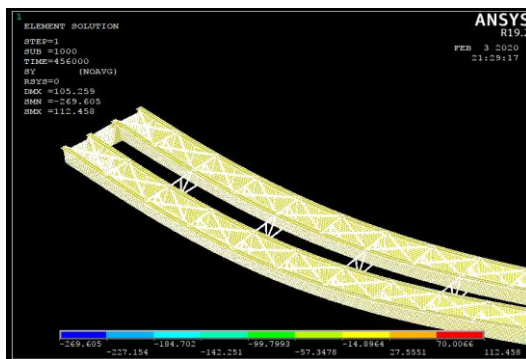 1
ELEMENT SOLUTION
STEP=1
SUB =1000
TIME=456000
SY (NOAVG)
RSYS=0
DMX =105.259
SMN =-269.605
SMX =112.458
ANSYS
R19.2
FEB 3 2020
21:29:17
-269.605 -184.702 -99.7993 -14.8964 70.0066
-227.154 -142.251 -57.3478 27.5551 112.458